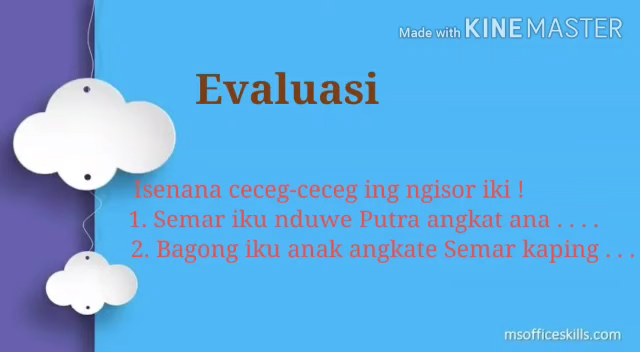 Made with KINEMASTER
Evaluasi
Isenana ceceg-ceceg ing ngisor iki !
1. Semar iku nduwe Putra angkat ana . . . .
2. Bagong iku anak angkate Semar kaping . . .
msofficeskills.com